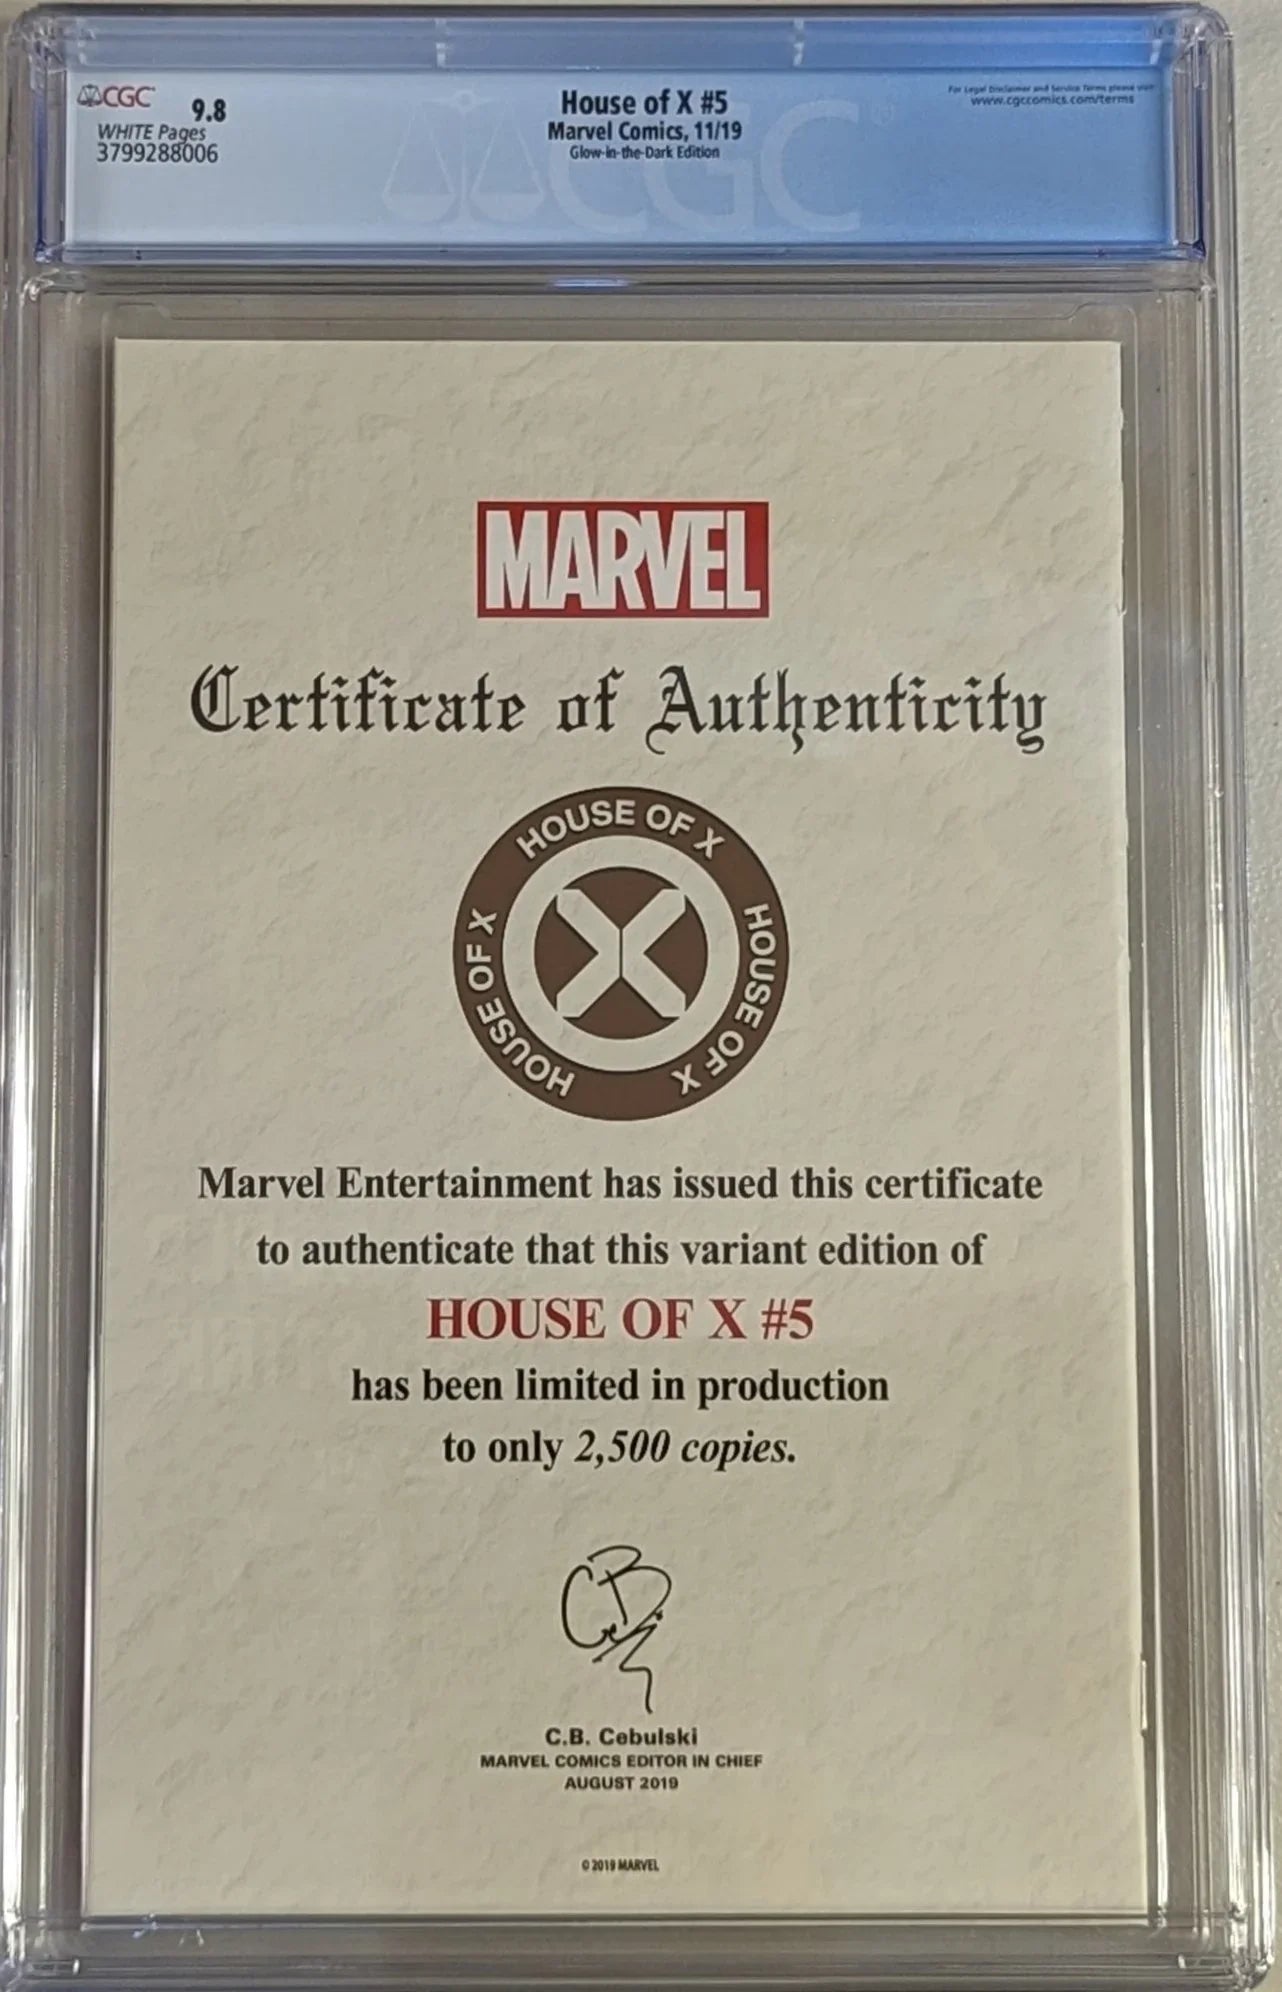 CGC
9.8
WHITE Pages
3799288006
House of X #5
Marvel Comics, 11/19
Glow-in-the-Dark Edition
For Legal Disclaimer and Service Terms please visit
www.cgccomics.com/terms
CGC
MARVEL
Certificate of Authenticity
HOUSE OF X
HOUSE OF X
HOUSE OF X
X
Marvel Entertainment has issued this certificate
to authenticate that this variant edition of
HOUSE OF X #5
has been limited in production
to only 2,500 copies.
C.B. Cebulski
MARVEL COMICS EDITOR IN CHIEF
AUGUST 2019
© 2019 MARVEL